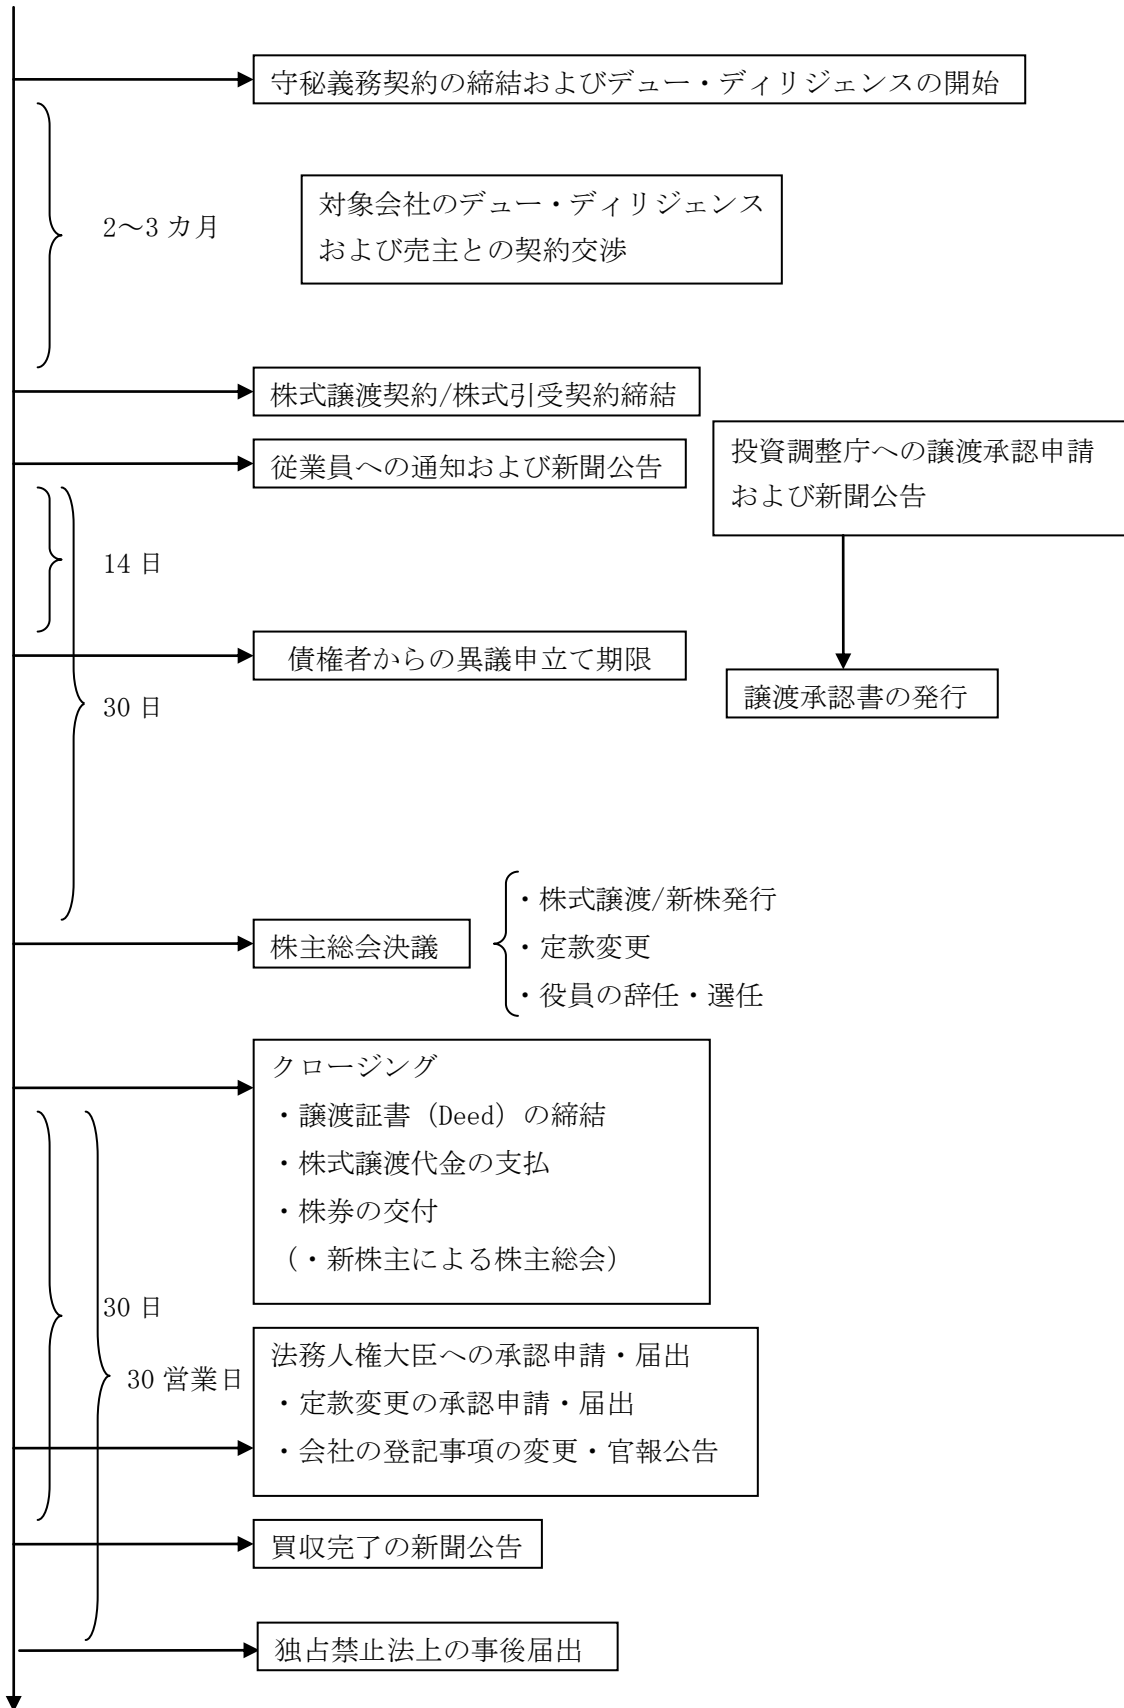 守秘義務契約の締結およびデュー・ディリジェンスの開始
2～3 カ月
対象会社のデュー・ディリジェンス
および売主との契約交渉
株式譲渡契約/株式引受契約締結
従業員への通知および新聞公告
投資調整庁への譲渡承認申請
および新聞公告
14 日
債権者からの異議申立て期限
30 日
譲渡承認書の発行
株主総会決議
・株式譲渡/新株発行
・定款変更
・役員の辞任・選任
クロージング
・譲渡証書（Deed）の締結
・株式譲渡代金の支払
・株券の交付
（・新株主による株主総会）
30 日
30 営業日
法務人権大臣への承認申請・届出
・定款変更の承認申請・届出
・会社の登記事項の変更・官報公告
買収完了の新聞公告
独占禁止法上の事後届出